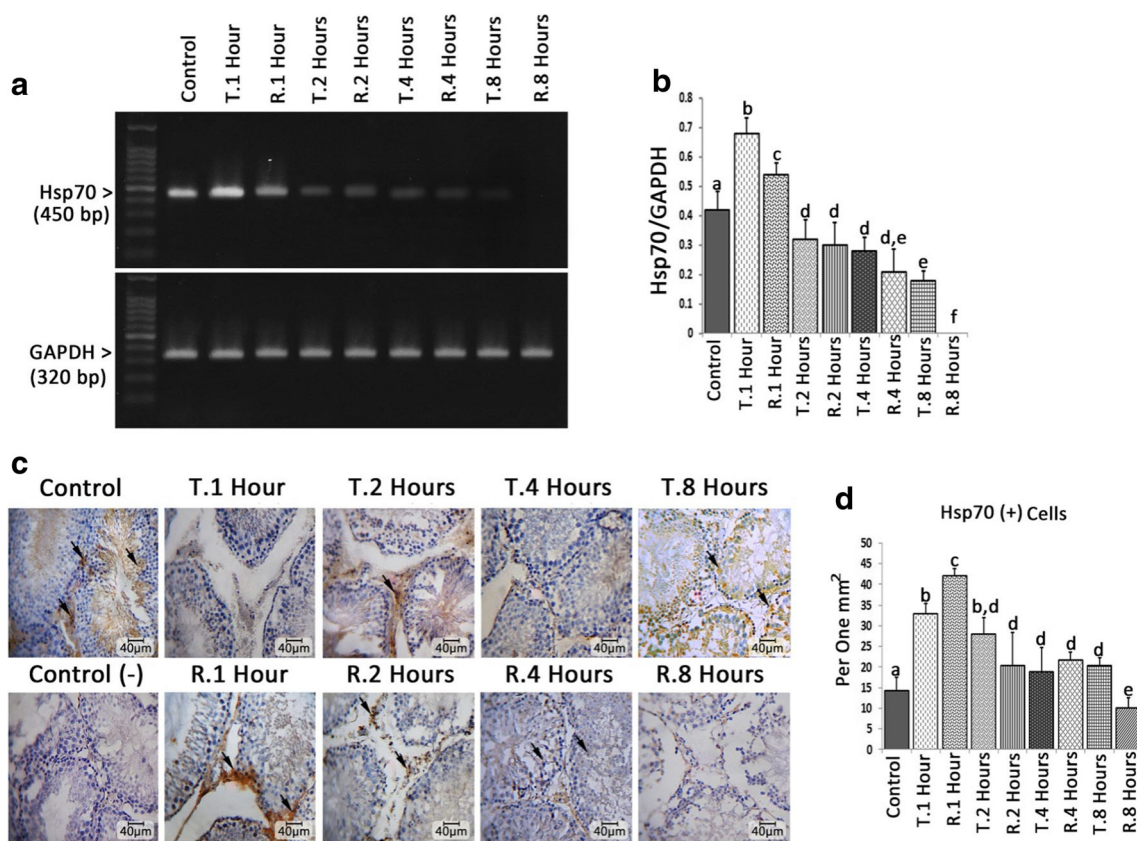 a
Control
T.1 Hour
R.1 Hour
T.2 Hours
R.2 Hours
T.4 Hours
R.4 Hours
T.8 Hours
R.8 Hours
Hsp70 >
(450 bp)
GAPDH >
(320 bp)
b
Hsp70/GAPDH
0.8
0.7
0.6
0.5
0.4
0.3
0.2
0.1
0
a
b
c
d
d
d
d,e
e
f
Control
T.1 Hour
R.1 Hour
T.2 Hours
R.2 Hours
T.4 Hours
R.4 Hours
T.8 Hours
R.8 Hours
c
Control
T.1 Hour
T.2 Hours
T.4 Hours
T.8 Hours
40µm
40µm
40µm
40µm
40µm
Control (-)
R.1 Hour
R.2 Hours
R.4 Hours
R.8 Hours
40µm
40µm
40µm
40µm
40µm
d
Hsp70 (+) Cells
Per One mm²
50
45
40
35
30
25
20
15
10
5
0
a
b
c
b,d
d
d
d
d
e
Control
T.1 Hour
R.1 Hour
T.2 Hours
R.2 Hours
T.4 Hours
R.4 Hours
T.8 Hours
R.8 Hours